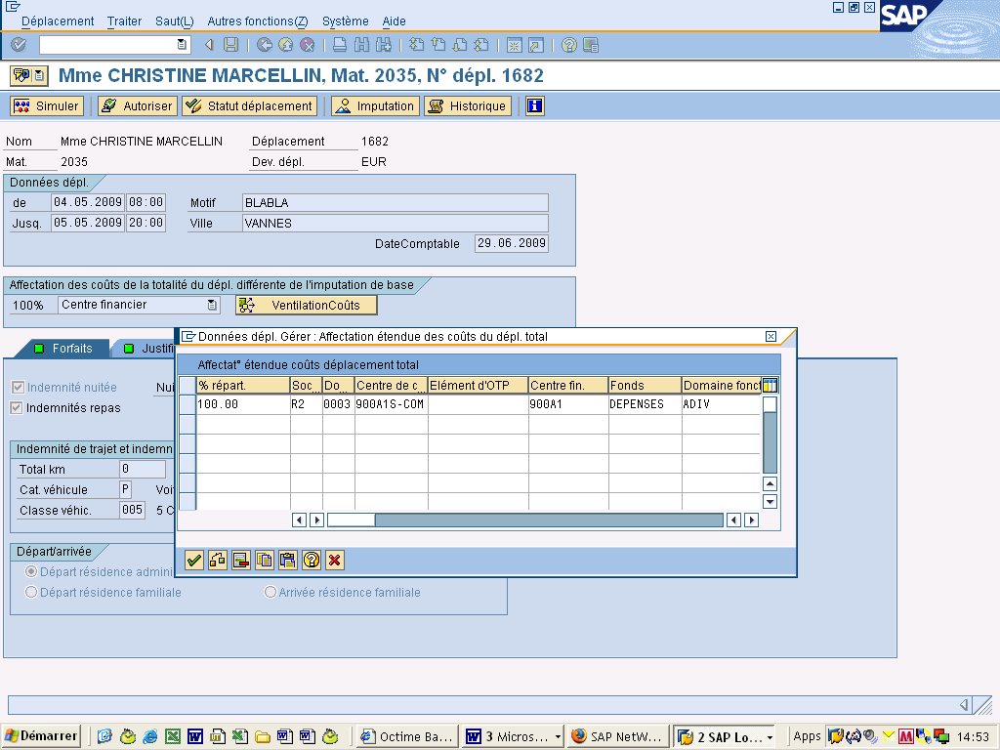 Déplacement Traiter Saut(L) Autres fonctions(Z) Système Aide
SAP
Mme CHRISTINE MARCELLIN, Mat. 2035, N° dépl. 1682
Simuler Autoriser Statut déplacement Imputation Historique
Nom Mme CHRISTINE MARCELLIN Déplacement 1682
Mat. 2035 Dev. dépl. EUR
Données dépl.
de 04.05.2009 08:00 Motif BLABLA
Jusq. 05.05.2009 20:00 Ville VANNES
DateComptable 29.06.2009
Affectation des coûts de la totalité du dépl. différente de l'imputation de base
100% Centre financier VentilationCoûts
Données dépl. Gérer : Affectation étendue des coûts du dépl. total
Forfaits Justifi
Affectat° étendue coûts déplacement total
% répart. Soc... Do... Centre de c... Elément d'OTP Centre fin. Fonds Domaine fonct
100.00 R2 0003 900A1S-COM 900A1 DEPENSES ADIV
Indemnité nuitée Nui
Indemnités repas
Indemnité de trajet et indemn
Total km 0
Cat. véhicule P Voi
Classe véhic. 005 5 C
Départ/arrivée
Départ résidence admini
Départ résidence familiale Arrivée résidence familiale
Démarrer Octime Ba... 3 Micros... SAP NetW... 2 SAP Lo... Apps 14:53